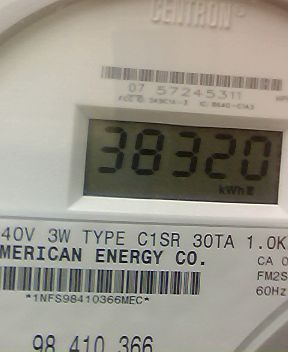 CENTRON®
07 57245311
38320
kWh
40V 3W TYPE C1SR 30TA 1.0K
MERICAN ENERGY CO.
CA 0
FM2S
*1NFS98410366MEC*
60Hz
98 410 366